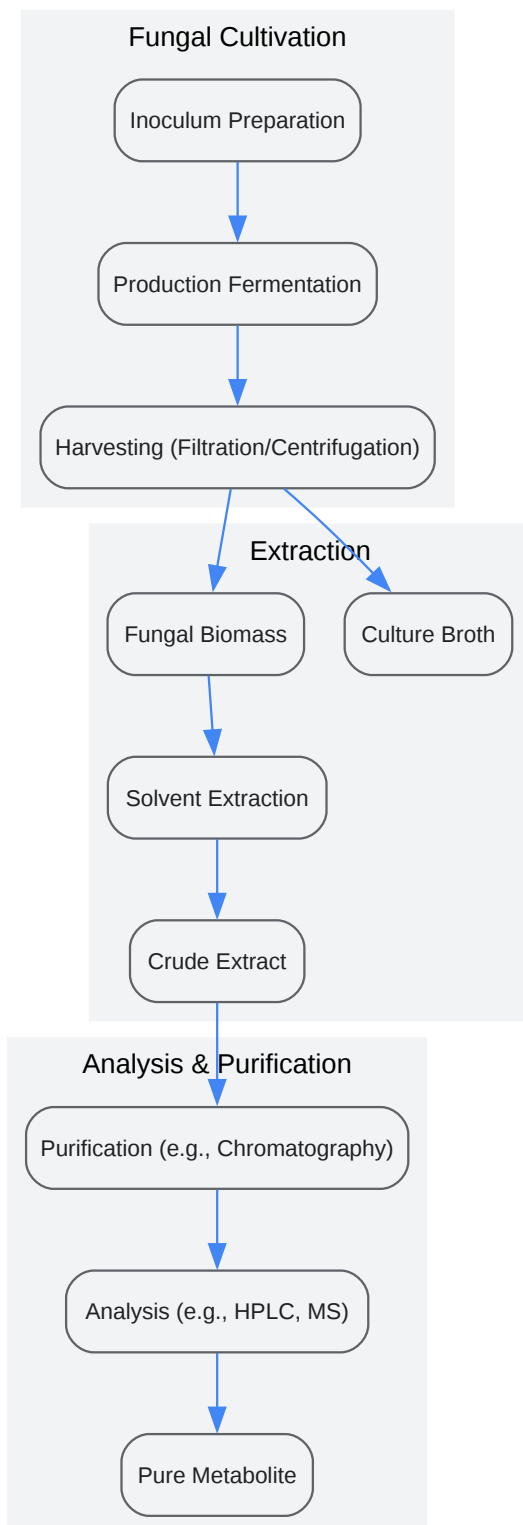 Fungal Cultivation
Inoculum Preparation
Production Fermentation
Harvesting (Filtration/Centrifugation)
Extraction
Fungal Biomass
Culture Broth
Solvent Extraction
Crude Extract
Analysis & Purification
Purification (e.g., Chromatography)
Analysis (e.g., HPLC, MS)
Pure Metabolite